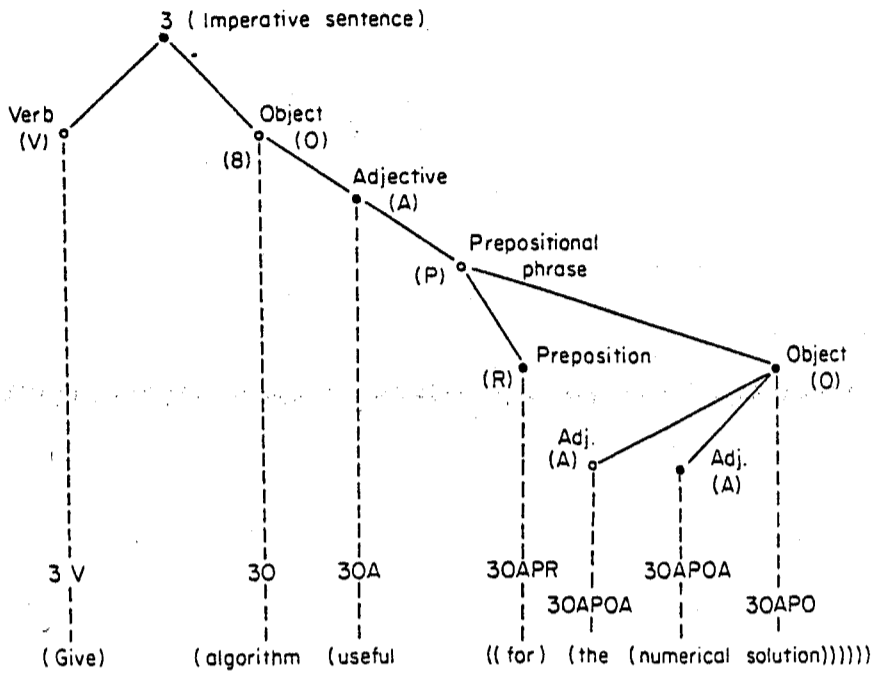 3 (Imperative sentence)
Verb
(V)
Object
(O)
(8)
Adjective
(A)
Prepositional
phrase
(P)
Preposition
(R)
Object
(O)
Adj.
(A)
Adj.
(A)
3 V 3O 3OA 3OAPR 3OAPOA
3OAPOA 3OAPO
(Give) (algorithm (useful ((for) (the (numerical solution))))))